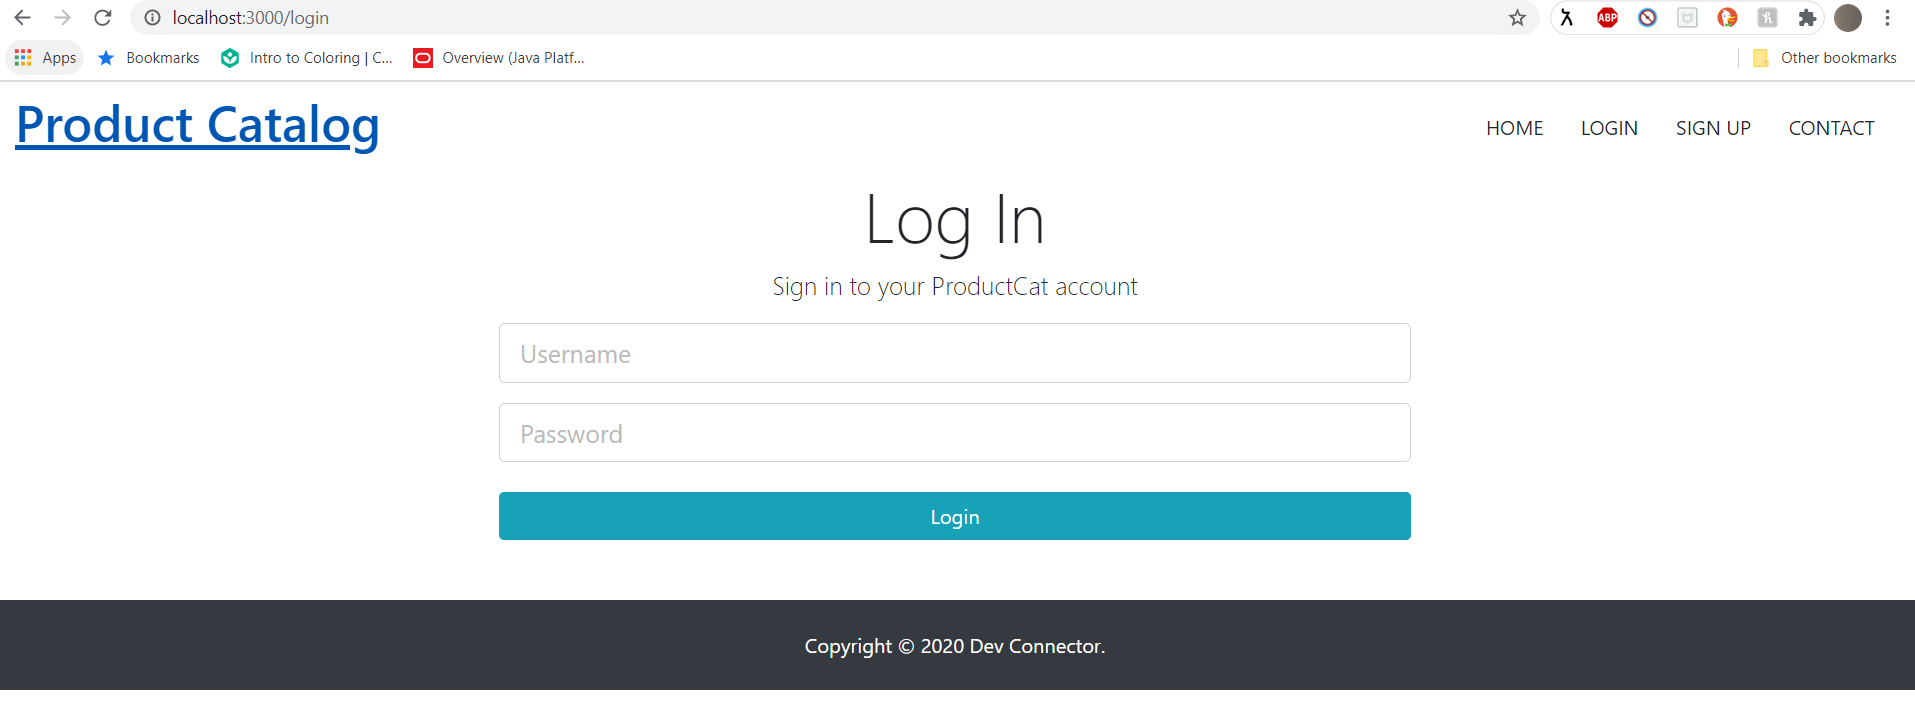 localhost:3000/login
ABP
Apps Bookmarks Intro to Coloring | C... Overview (Java Platf... Other bookmarks
Product Catalog
HOME LOGIN SIGN UP CONTACT
Log In
Sign in to your ProductCat account
Username
Password
Login
Copyright © 2020 Dev Connector.